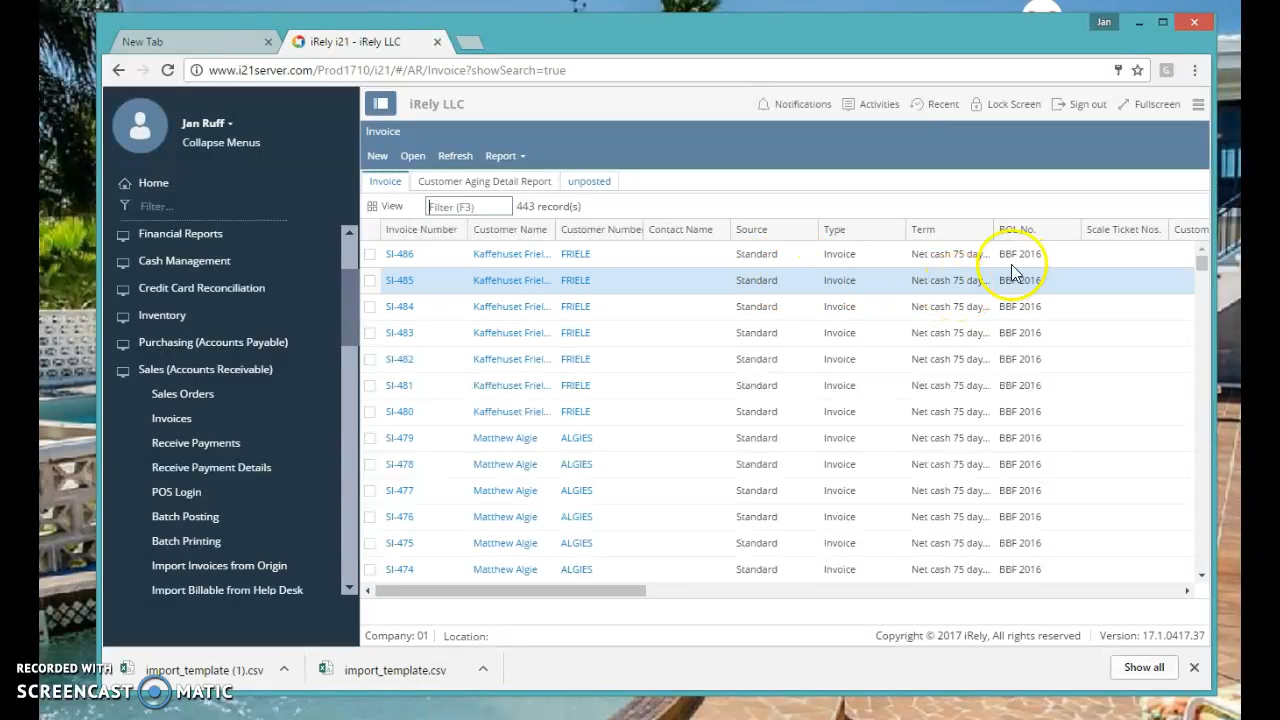 Jan
New Tab
iRely i21 - iRely LLC
www.i21server.com/Prod1710/i21/#/AR/Invoice?showSearch=true
Jan Ruff
Collapse Menus
iRely LLC
Notifications Activities Recent Lock Screen Sign out Fullscreen
Invoice
New Open Refresh Report
Invoice Customer Aging Detail Report unposted
View Filter (F3) 443 record(s)
Home
Filter...
Financial Reports
Cash Management
Credit Card Reconciliation
Inventory
Purchasing (Accounts Payable)
Sales (Accounts Receivable)
Sales Orders
Invoices
Receive Payments
Receive Payment Details
POS Login
Batch Posting
Batch Printing
Import Invoices from Origin
Import Billable from Help Desk
Invoice Number Customer Name Customer Number Contact Name Source Type Term BOL No. Scale Ticket Nos. Custom
SI-486 Kaffehuset Friel... FRIELE Standard Invoice Net cash 75 day... BBF 2016
SI-485 Kaffehuset Friel... FRIELE Standard Invoice Net cash 75 day... BBF 2016
SI-484 Kaffehuset Friel... FRIELE Standard Invoice Net cash 75 day... BBF 2016
SI-483 Kaffehuset Friel... FRIELE Standard Invoice Net cash 75 day... BBF 2016
SI-482 Kaffehuset Friel... FRIELE Standard Invoice Net cash 75 day... BBF 2016
SI-481 Kaffehuset Friel... FRIELE Standard Invoice Net cash 75 day... BBF 2016
SI-480 Kaffehuset Friel... FRIELE Standard Invoice Net cash 75 day... BBF 2016
SI-479 Matthew Algie ALGIES Standard Invoice Net cash 75 day... BBF 2016
SI-478 Matthew Algie ALGIES Standard Invoice Net cash 75 day... BBF 2016
SI-477 Matthew Algie ALGIES Standard Invoice Net cash 75 day... BBF 2016
SI-476 Matthew Algie ALGIES Standard Invoice Net cash 75 day... BBF 2016
SI-475 Matthew Algie ALGIES Standard Invoice Net cash 75 day... BBF 2016
SI-474 Matthew Algie ALGIES Standard Invoice Net cash 75 day... BBF 2016
Company: 01 Location: Copyright © 2017 iRely, All rights reserved Version: 17.1.0417.37
import_template (1).csv import_template.csv Show all
RECORDED WITH
SCREENCAST MATIC